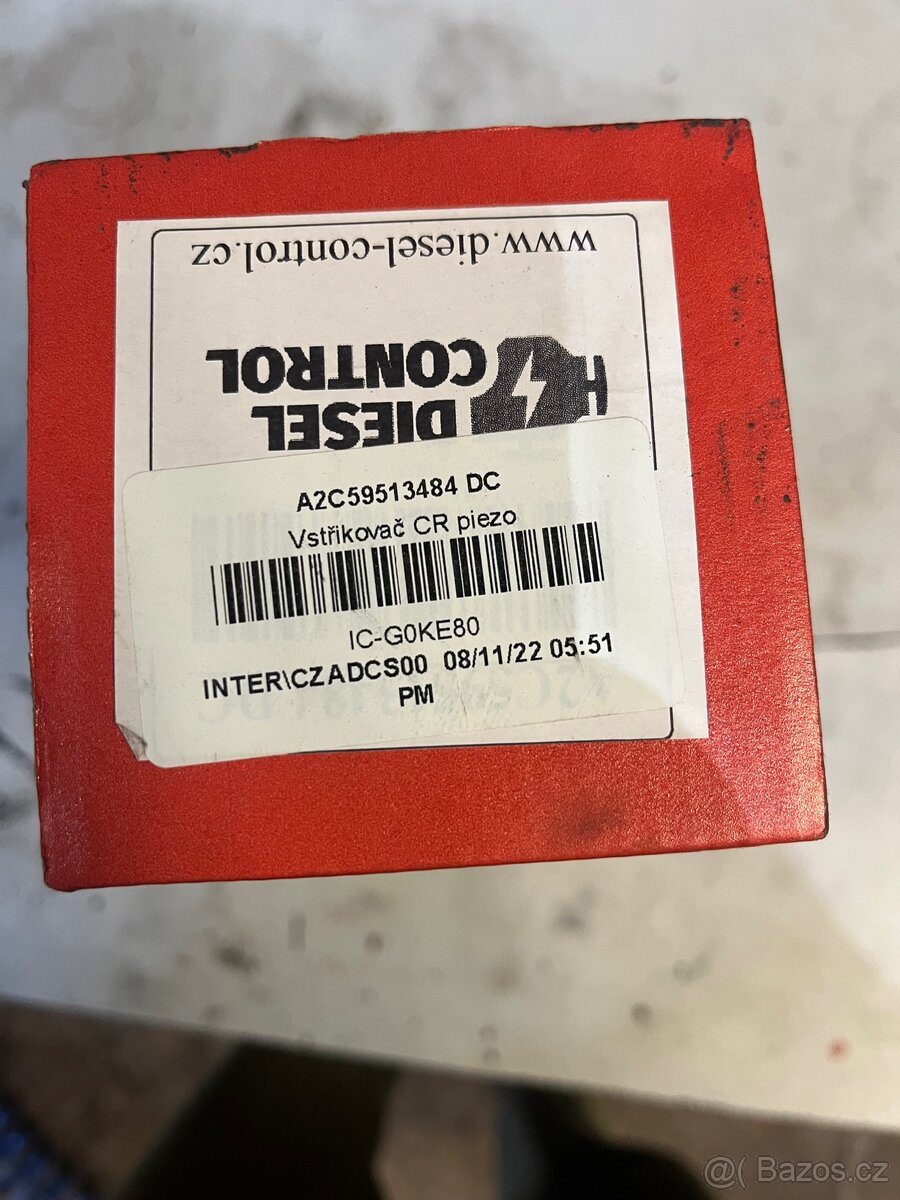 www.diesel-control.cz
DIESEL
CONTROL
A2C59513484 DC
Vstřikovač CR piezo
IC-G0KE80
INTER\CZADCS00 08/11/22 05:51
PM
@( Bazos.cz